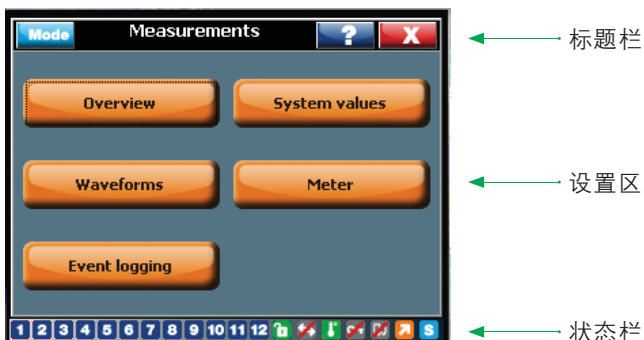 Mode Measurements ? X
标题栏
Overview System values
Waveforms Meter
设置区
Event logging
1 2 3 4 5 6 7 8 9 10 11 12 S
状态栏